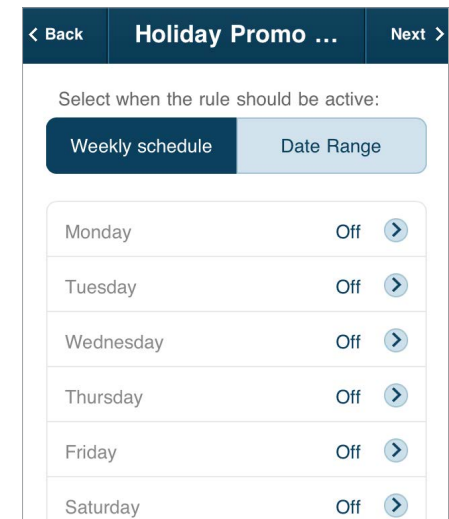 Back Holiday Promo ... Next
Select when the rule should be active:
Weekly schedule Date Range
Monday Off
Tuesday Off
Wednesday Off
Thursday Off
Friday Off
Saturday Off